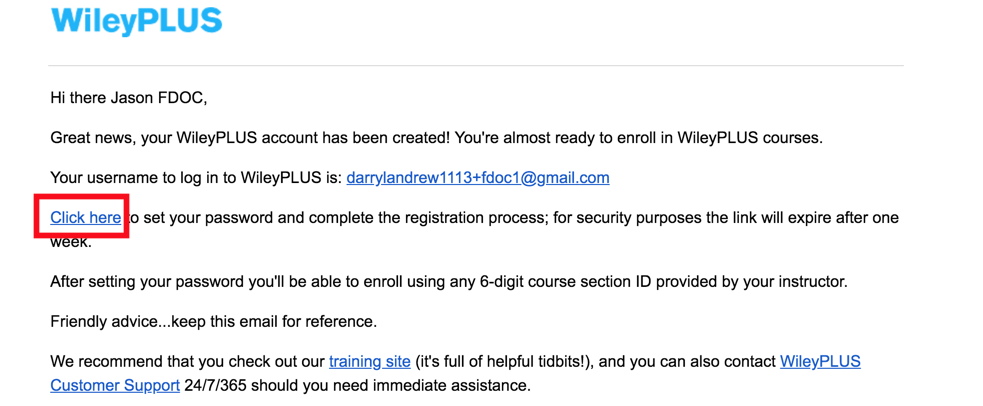 WileyPLUS
Hi there Jason FDOC,
Great news, your WileyPLUS account has been created! You're almost ready to enroll in WileyPLUS courses.
Your username to log in to WileyPLUS is: darrylandrew1113+fdoc1@gmail.com
Click here to set your password and complete the registration process; for security purposes the link will expire after one
week.
After setting your password you'll be able to enroll using any 6-digit course section ID provided by your instructor.
Friendly advice...keep this email for reference.
We recommend that you check out our training site (it's full of helpful tidbits!), and you can also contact WileyPLUS
Customer Support 24/7/365 should you need immediate assistance.